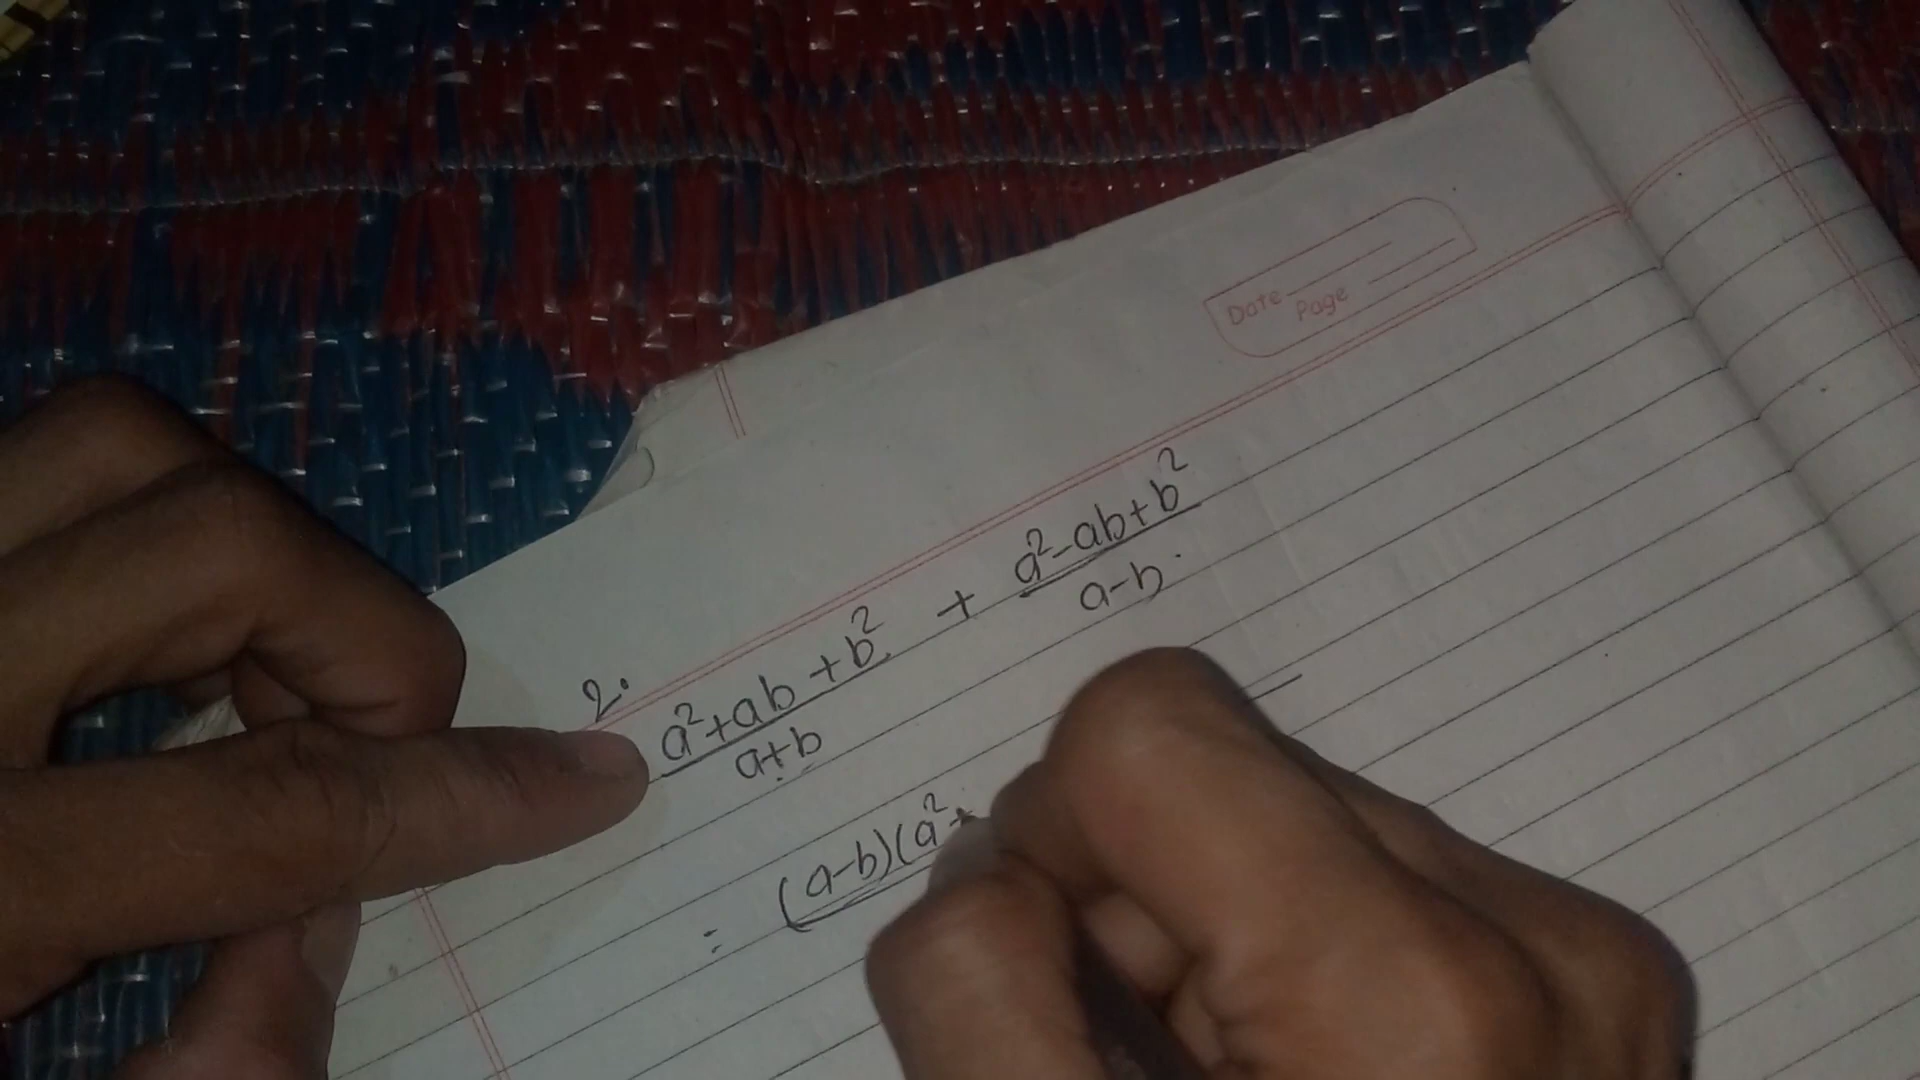 Date
Page
2.
a²+ab+b² / a+b + a²-ab+b² / a-b
= (a-b)(a²+